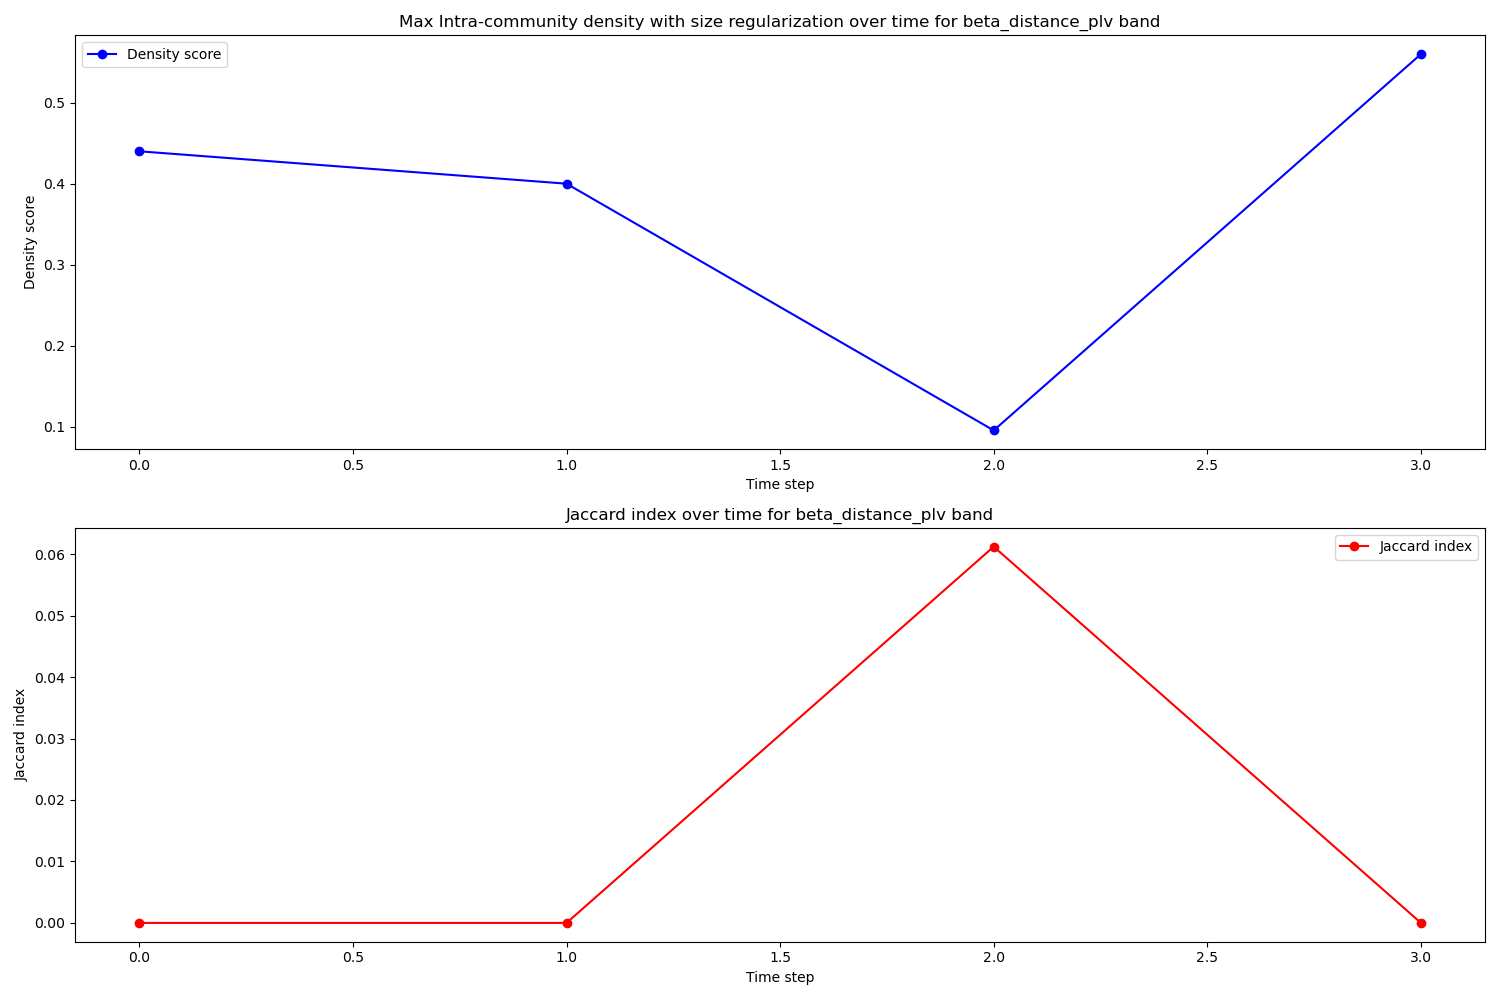 Max Intra-community density with size regularization over time for beta_distance_plv band
Density score
Density score
0.5
0.4
0.3
0.2
0.1
0.0 0.5 1.0 1.5 2.0 2.5 3.0
Time step
Jaccard index over time for beta_distance_plv band
Jaccard index
Jaccard index
0.06
0.05
0.04
0.03
0.02
0.01
0.00
0.0 0.5 1.0 1.5 2.0 2.5 3.0
Time step